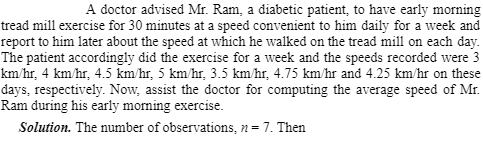 A doctor advised Mr. Ram, a diabetic patient, to have early morning
tread mill exercise for 30 minutes at a speed convenient to him daily for a week and
report to him later about the speed at which he walked on the tread mill on each day.
The patient accordingly did the exercise for a week and the speeds recorded were 3
km/hr, 4 km/hr, 4.5 km/hr, 5 km/hr, 3.5 km/hr, 4.75 km/hr and 4.25 km/hr on these
days, respectively. Now, assist the doctor for computing the average speed of Mr.
Ram during his early morning exercise.
Solution. The number of observations, n = 7. Then